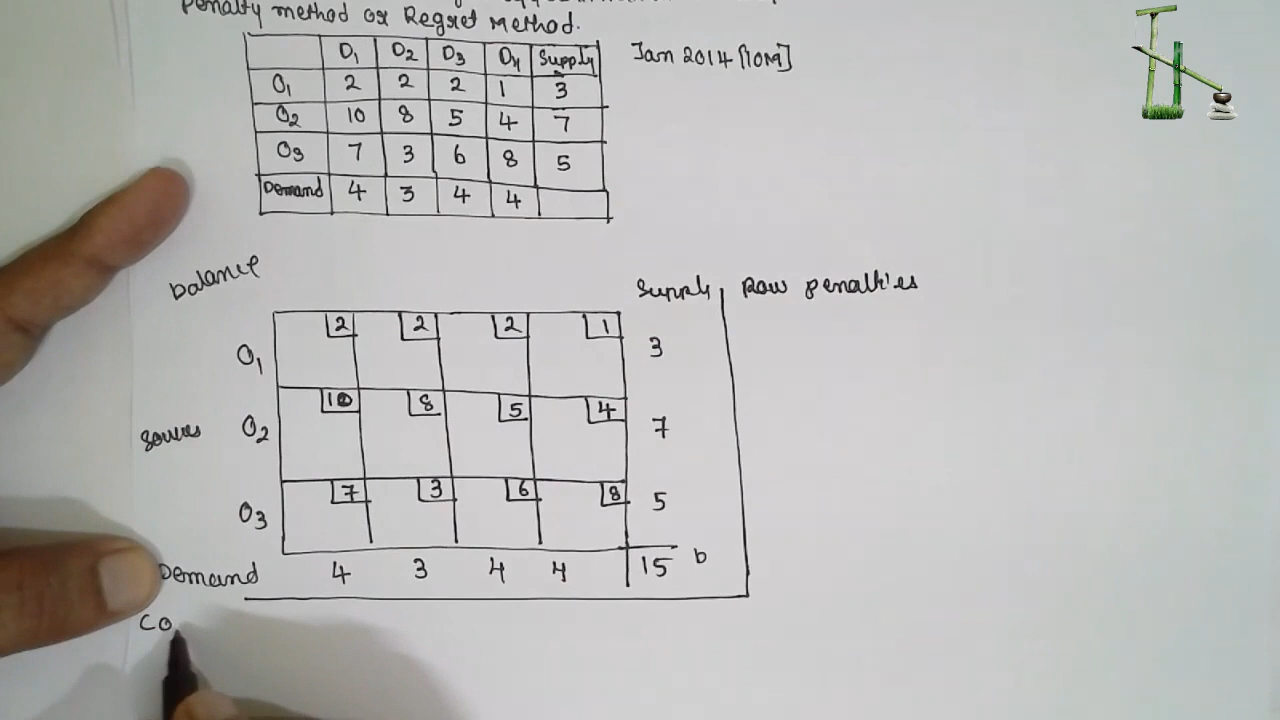 Penalty method or Regret Method.
D1 D2 D3 D4 Supply Jan 2014 [10M]
O1 2 2 2 1 3
O2 10 8 5 4 7
O3 7 3 6 8 5
Demand 4 3 4 4
balance
Supply Row penalties
2 2 2 1
O1 3
10 8 5 4
O2 7
7 3 6 8
O3 5
Demand 4 3 4 4 15 b
Co